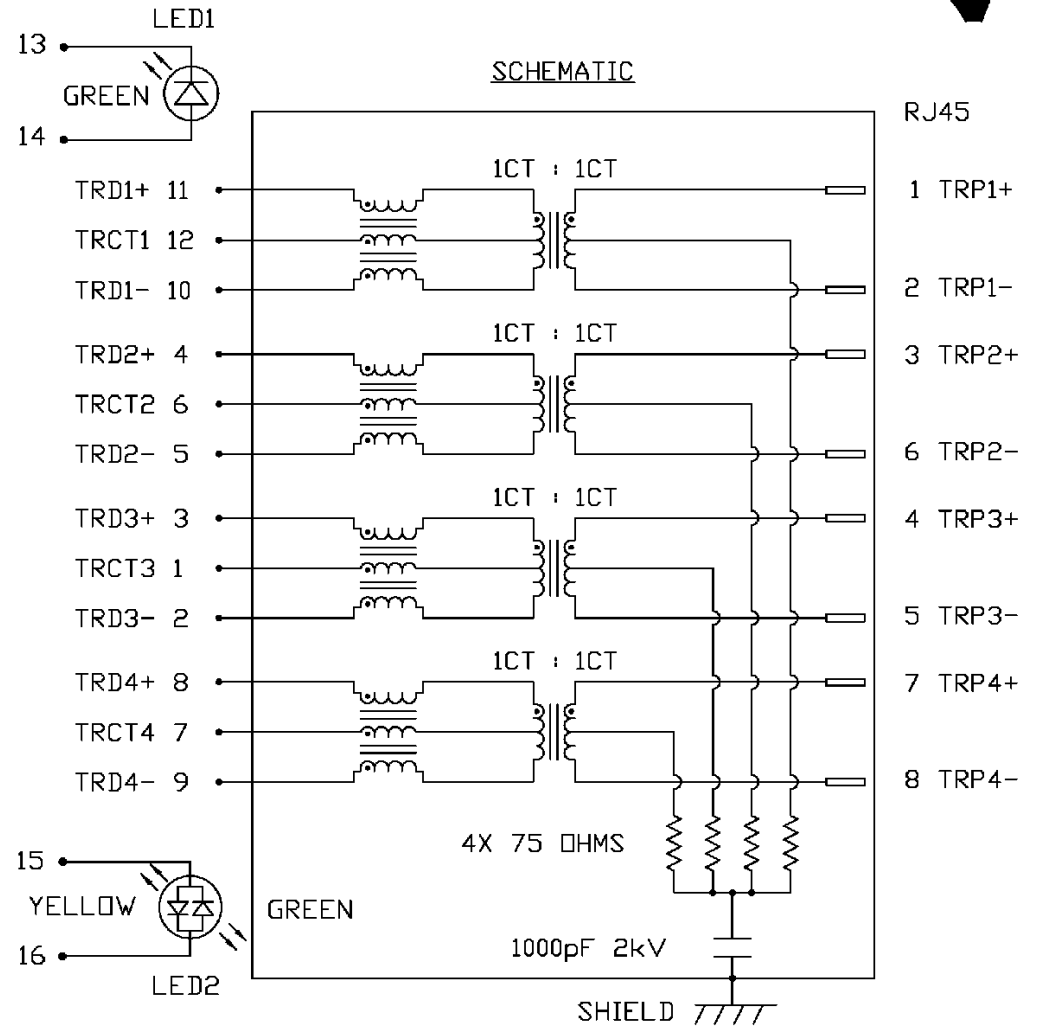 LED1
13
SCHEMATIC
GREEN
RJ45
14
1CT : 1CT
TRD1+ 11
1 TRP1+
TRCT1 12
TRD1- 10
2 TRP1-
1CT : 1CT
TRD2+ 4
3 TRP2+
TRCT2 6
TRD2- 5
6 TRP2-
1CT : 1CT
TRD3+ 3
4 TRP3+
TRCT3 1
TRD3- 2
5 TRP3-
1CT : 1CT
TRD4+ 8
7 TRP4+
TRCT4 7
TRD4- 9
8 TRP4-
4X 75 OHMS
15
YELLOW
GREEN
16
1000pF 2kV
LED2
SHIELD